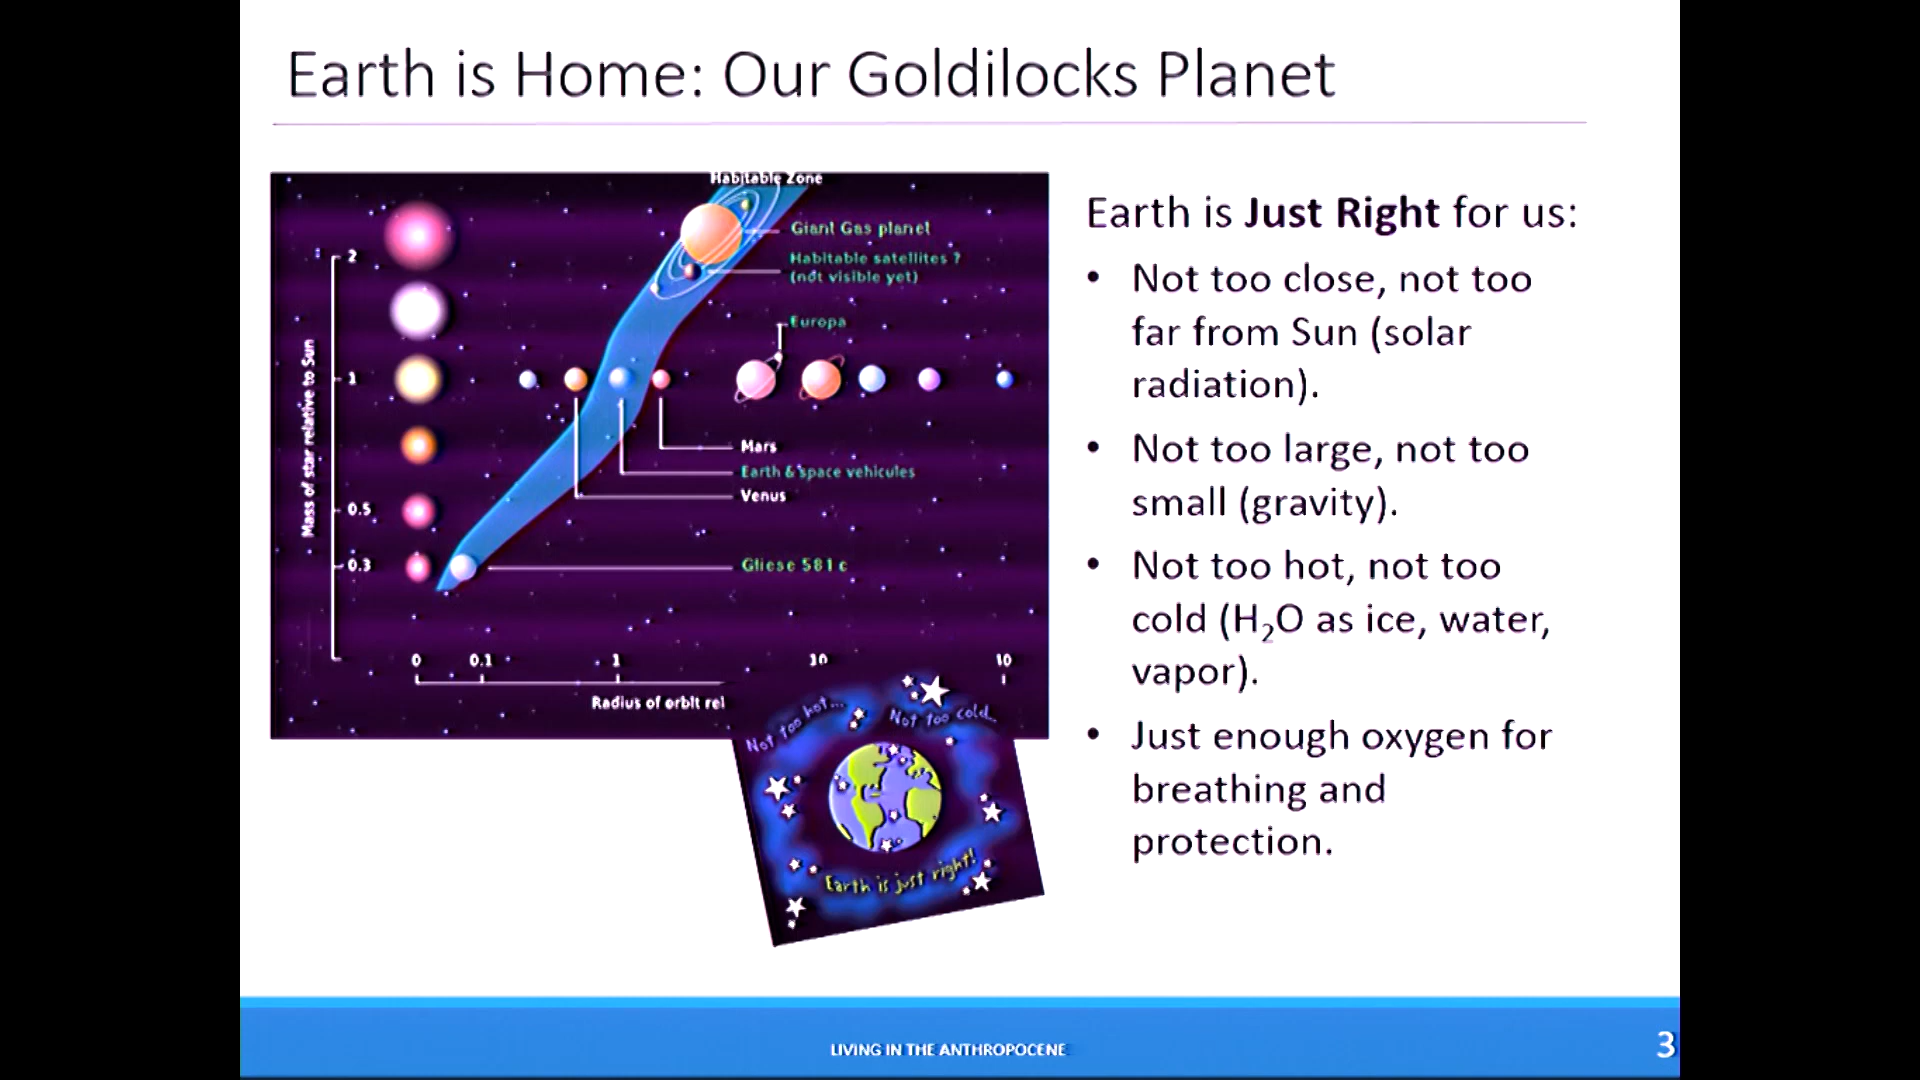 Earth is Home: Our Goldilocks Planet
Habitable Zone
Giant Gas planet
Habitable satellites ?
(not visible yet)
Europa
Mass of star relative to Sun
2
1
0.5
0.3
Mars
Earth & space vehicules
Venus
Gliese 581 c
0 0.1 1 10 10
Radius of orbit rel
Not too hot...
Not too cold..
Earth is just right!
Earth is Just Right for us:
• Not too close, not too
far from Sun (solar
radiation).
• Not too large, not too
small (gravity).
• Not too hot, not too
cold (H₂O as ice, water,
vapor).
• Just enough oxygen for
breathing and
protection.
LIVING IN THE ANTHROPOCENE
3